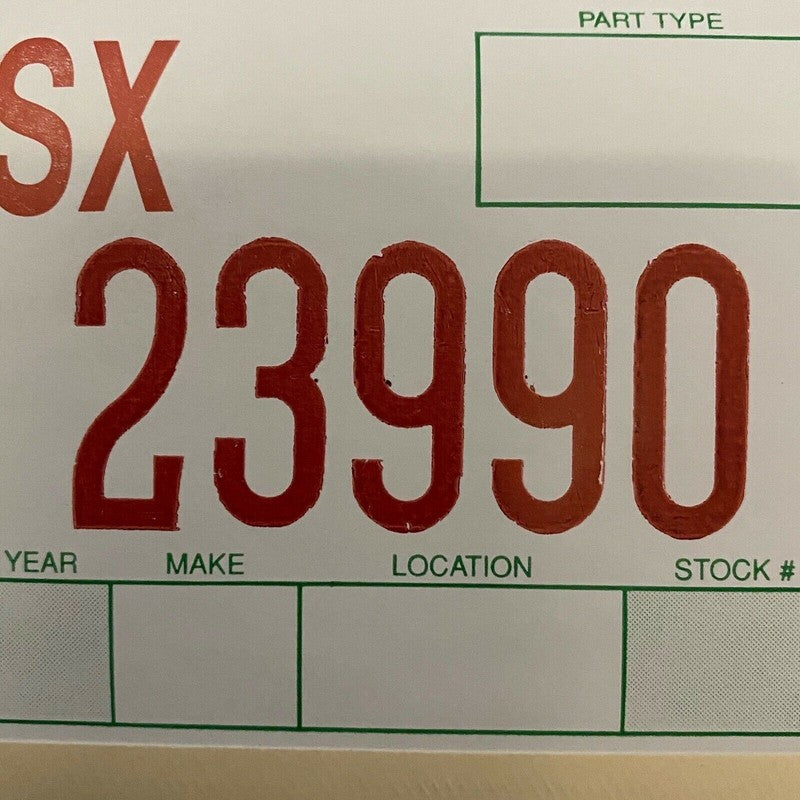 PART TYPE
SX
23990
YEAR MAKE LOCATION STOCK #